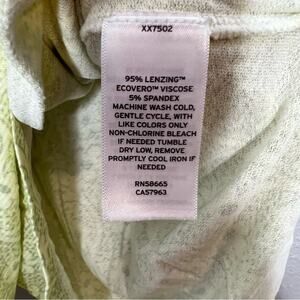 XX7502
95% LENZING™
ECOVERO™ VISCOSE
5% SPANDEX
MACHINE WASH COLD,
GENTLE CYCLE, WITH
LIKE COLORS ONLY
NON-CHLORINE BLEACH
IF NEEDED TUMBLE
DRY LOW, REMOVE
PROMPTLY COOL IRON IF
NEEDED
RN58665
CA57963